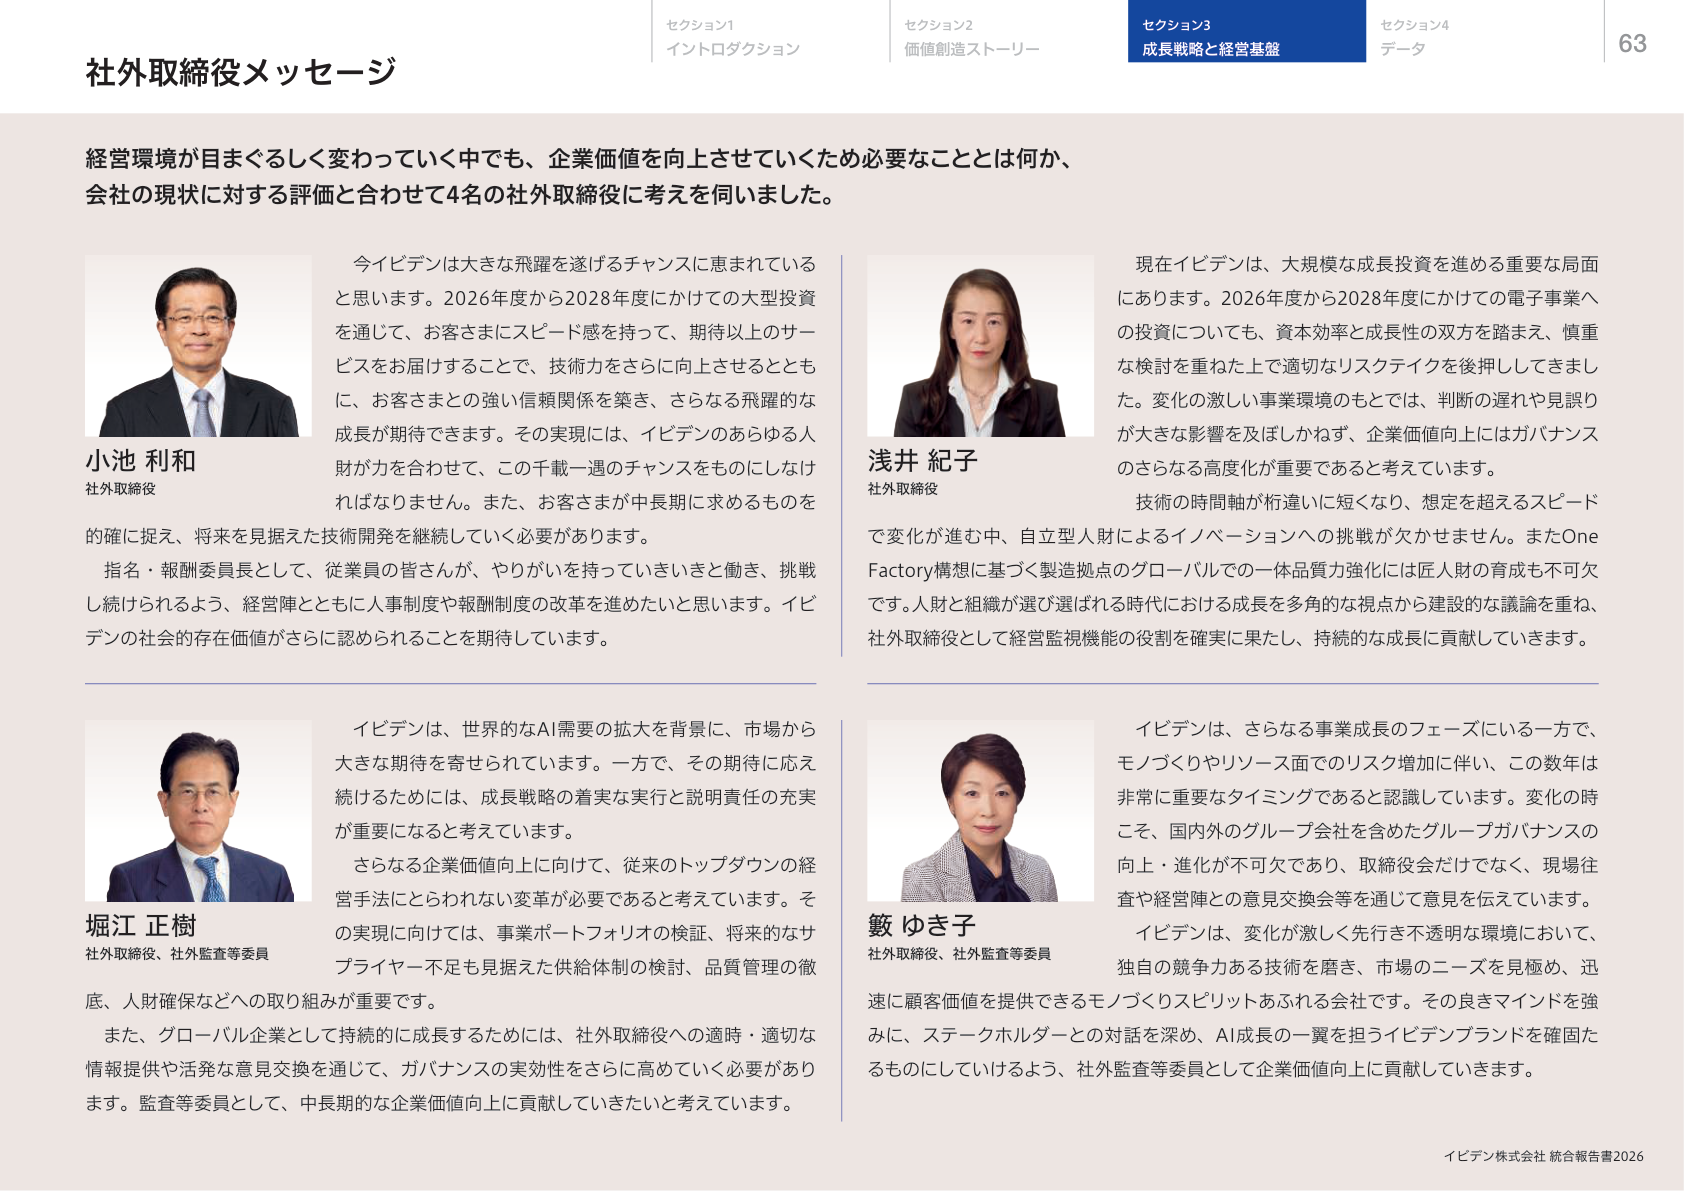 セクション1
イントロダクション
セクション2
価値創造ストーリー
セクション3
成長戦略と経営基盤
セクション4
データ
63
社外取締役メッセージ
経営環境が目まぐるしく変わっていく中でも、企業価値を向上させていくため必要なこととは何か、
会社の現状に対する評価と合わせて4名の社外取締役に考えを伺いました。
小池 利和
社外取締役
今イビデンは大きな飛躍を遂げるチャンスに恵まれている
と思います。2026年度から2028年度にかけての大型投資
を通じて、お客さまにスピード感を持って、期待以上のサー
ビスをお届けすることで、技術力をさらに向上させるととも
に、お客さまとの強い信頼関係を築き、さらなる飛躍的な
成長が期待できます。その実現には、イビデンのあらゆる人
財が力を合わせて、この千載一遇のチャンスをものにしなけ
ればなりません。また、お客さまが中長期に求めるものを
的確に捉え、将来を見据えた技術開発を継続していく必要があります。
指名・報酬委員長として、従業員の皆さんが、やりがいを持っていきいきと働き、挑戦
し続けられるよう、経営陣とともに人事制度や報酬制度の改革を進めたいと思います。イビ
デンの社会的存在価値がさらに認められることを期待しています。
浅井 紀子
社外取締役
現在イビデンは、大規模な成長投資を進める重要な局面
にあります。2026年度から2028年度にかけての電子事業へ
の投資についても、資本効率と成長性の双方を踏まえ、慎重
な検討を重ねた上で適切なリスクテイクを後押ししてきまし
た。変化の激しい事業環境のもとでは、判断の遅れや見誤り
が大きな影響を及ぼしかねず、企業価値向上にはガバナンス
のさらなる高度化が重要であると考えています。
技術の時間軸が桁違いに短くなり、想定を超えるスピード
で変化が進む中、自立型人財によるイノベーションへの挑戦が欠かせません。またOne
Factory構想に基づく製造拠点のグローバルでの一体品質力強化には匠人財の育成も不可欠
です。人財と組織が選び選ばれる時代における成長を多角的な視点から建設的な議論を重ね、
社外取締役として経営監視機能の役割を確実に果たし、持続的な成長に貢献していきます。
堀江 正樹
社外取締役、社外監査等委員
イビデンは、世界的なAI需要の拡大を背景に、市場から
大きな期待を寄せられています。一方で、その期待に応え
続けるためには、成長戦略の着実な実行と説明責任の充実
が重要になると考えています。
さらなる企業価値向上に向けて、従来のトップダウンの経
営手法にとらわれない変革が必要であると考えています。そ
の実現に向けては、事業ポートフォリオの検証、将来的なサ
プライヤー不足も見据えた供給体制の検討、品質管理の徹
底、人財確保などへの取り組みが重要です。
また、グローバル企業として持続的に成長するためには、社外取締役への適時・適切な
情報提供や活発な意見交換を通じて、ガバナンスの実効性をさらに高めていく必要があり
ます。監査等委員として、中長期的な企業価値向上に貢献していきたいと考えています。
籔 ゆき子
社外取締役、社外監査等委員
イビデンは、さらなる事業成長のフェーズにいる一方で、
モノづくりやリソース面でのリスク増加に伴い、この数年は
非常に重要なタイミングであると認識しています。変化の時
こそ、国内外のグループ会社を含めたグループガバナンスの
向上・進化が不可欠であり、取締役会だけでなく、現場往
査や経営陣との意見交換会等を通じて意見を伝えています。
イビデンは、変化が激しく先行き不透明な環境において、
独自の競争力ある技術を磨き、市場のニーズを見極め、迅
速に顧客価値を提供できるモノづくりスピリットあふれる会社です。その良きマインドを強
みに、ステークホルダーとの対話を深め、AI成長の一翼を担うイビデンブランドを確固た
るものにしていけるよう、社外監査等委員として企業価値向上に貢献していきます。
イビデン株式会社 統合報告書2026